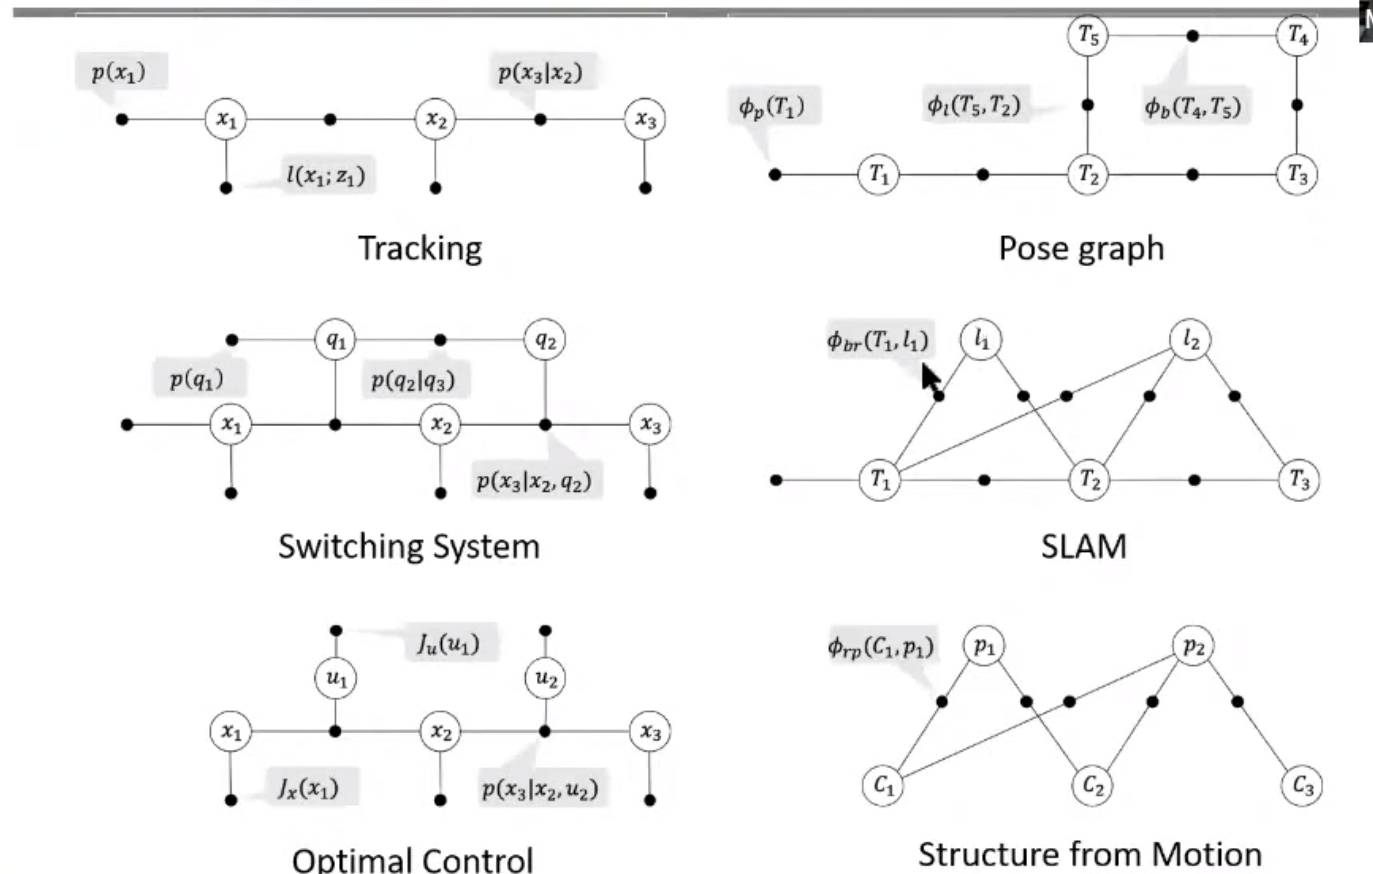 p(x₁)
p(x₃|x₂)
x₁
x₂
x₃
l(x₁; z₁)
Tracking
T₅
T₄
ϕₚ(T₁)
ϕₗ(T₅, T₂)
ϕ_b(T₄, T₅)
T₁
T₂
T₃
Pose graph
q₁
q₂
p(q₁)
p(q₂|q₃)
x₁
x₂
x₃
p(x₃|x₂, q₂)
Switching System
ϕ_br(T₁, l₁)
l₁
l₂
T₁
T₂
T₃
SLAM
Jᵤ(u₁)
u₁
u₂
x₁
x₂
x₃
Jₓ(x₁)
p(x₃|x₂, u₂)
Optimal Control
ϕ_rp(C₁, p₁)
p₁
p₂
C₁
C₂
C₃
Structure from Motion